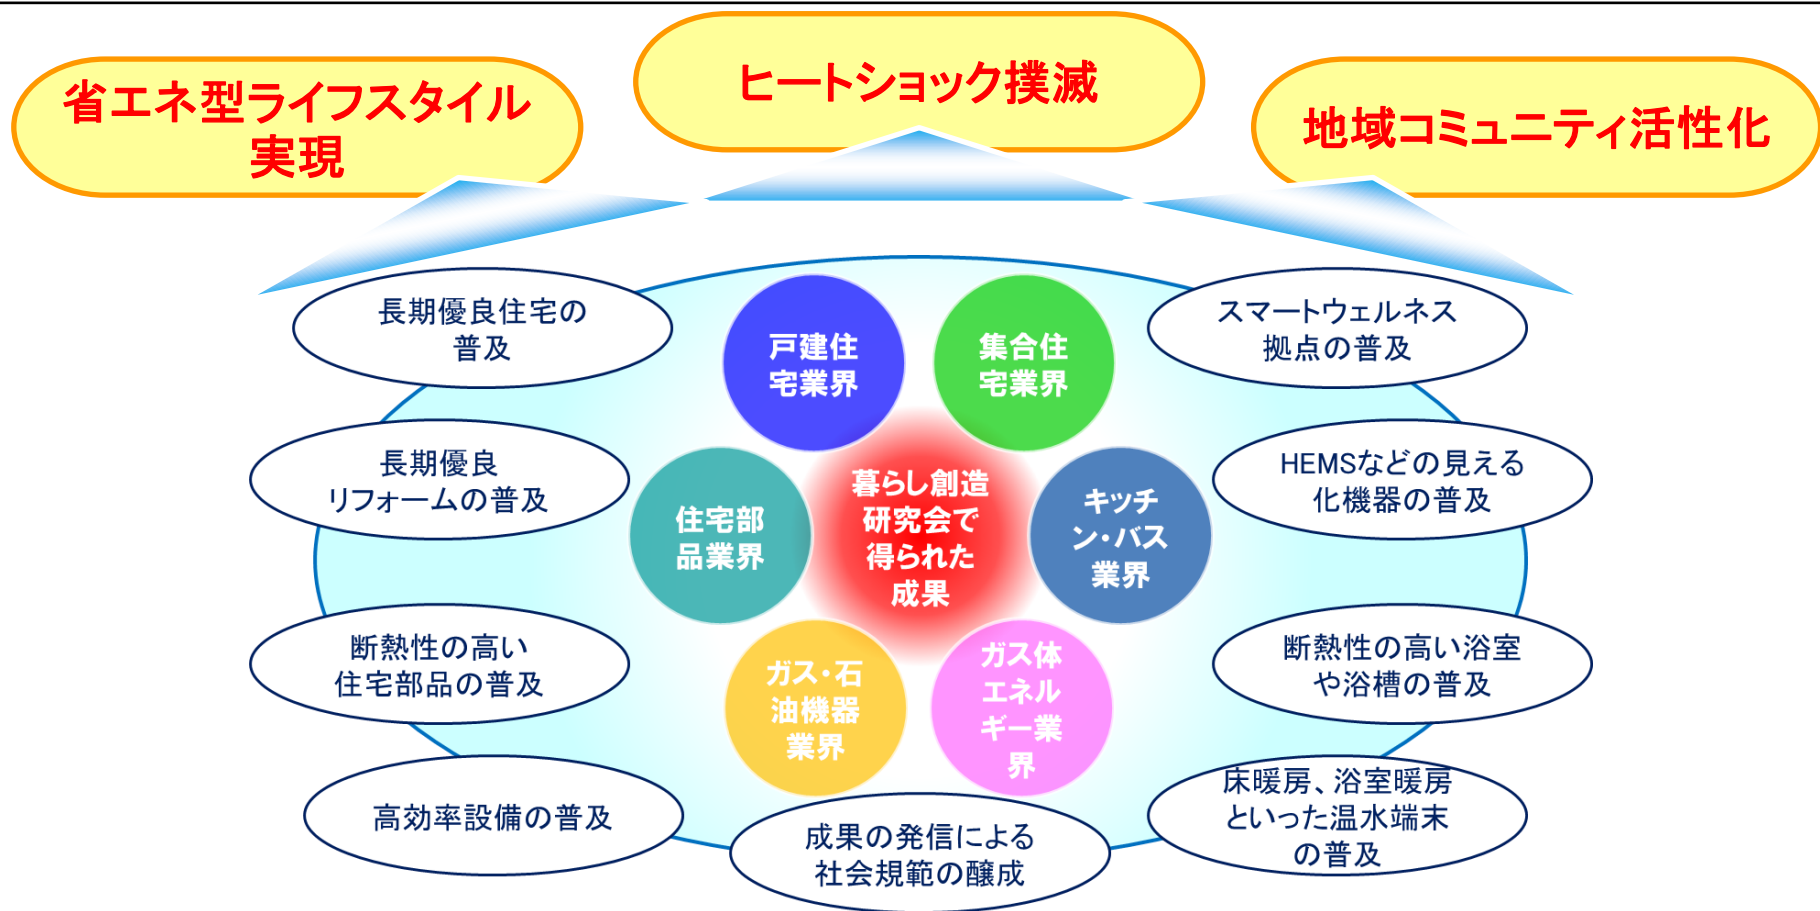 省エネ型ライフスタイル
実現
ヒートショック撲滅
地域コミュニティ活性化
長期優良住宅の
普及
戸建住
宅業界
集合住
宅業界
スマートウェルネス
拠点の普及
長期優良
リフォームの普及
住宅部
品業界
暮らし創造
研究会で
得られた
成果
キッチ
ン・バス
業界
HEMSなどの見える
化機器の普及
断熱性の高い
住宅部品の普及
ガス・石
油機器
業界
ガス体
エネル
ギー業
界
断熱性の高い浴室
や浴槽の普及
高効率設備の普及
成果の発信による
社会規範の醸成
床暖房、浴室暖房
といった温水端末
の普及